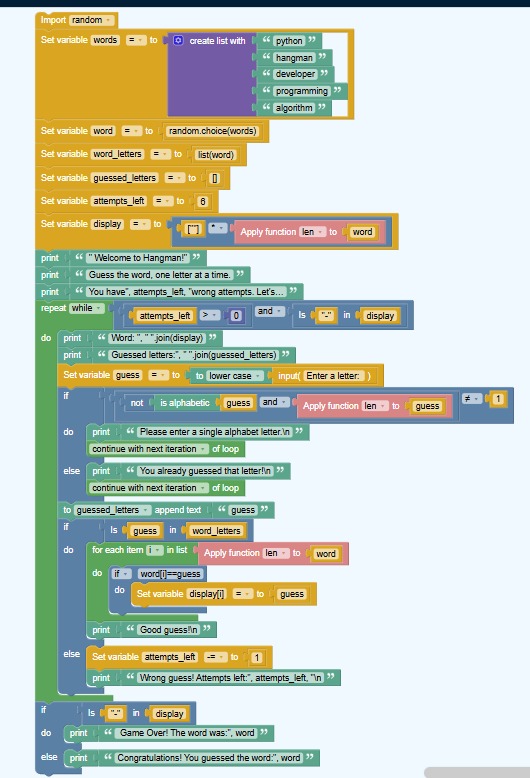 Import random
Set variable words = to create list with “ python ”
“ hangman ”
“ developer ”
“ programming ”
“ algorithm ”
Set variable word = to random.choice(words)
Set variable word_letters = to list(word)
Set variable guessed_letters = to []
Set variable attempts_left = to 6
Set variable display = to [""] * Apply function len to word
print “ " Welcome to Hangman!" ”
print “ Guess the word, one letter at a time. ”
print “ You have", attempts_left, "wrong attempts. Let's... ”
repeat while attempts_left > 0 and Is "-" in display
do print “ Word: ", " ".join(display) ”
print “ Guessed letters:", " ".join(guessed_letters) ”
Set variable guess = to to lower case input( Enter a letter: )
if not is alphabetic guess and Apply function len to guess ≠ 1
do print “ Please enter a single alphabet letter.\n ”
continue with next iteration of loop
else print “ You already guessed that letter!\n ”
continue with next iteration of loop
to guessed_letters append text “ guess ”
if Is guess in word_letters
do for each item i in list Apply function len to word
do if word[i]==guess
do Set variable display[i] = to guess
print “ Good guess!\n ”
else Set variable attempts_left -= to 1
print “ Wrong guess! Attempts left:", attempts_left, "\n ”
if Is "-" in display
do print “ Game Over! The word was:", word ”
else print “ Congratulations! You guessed the word:", word ”